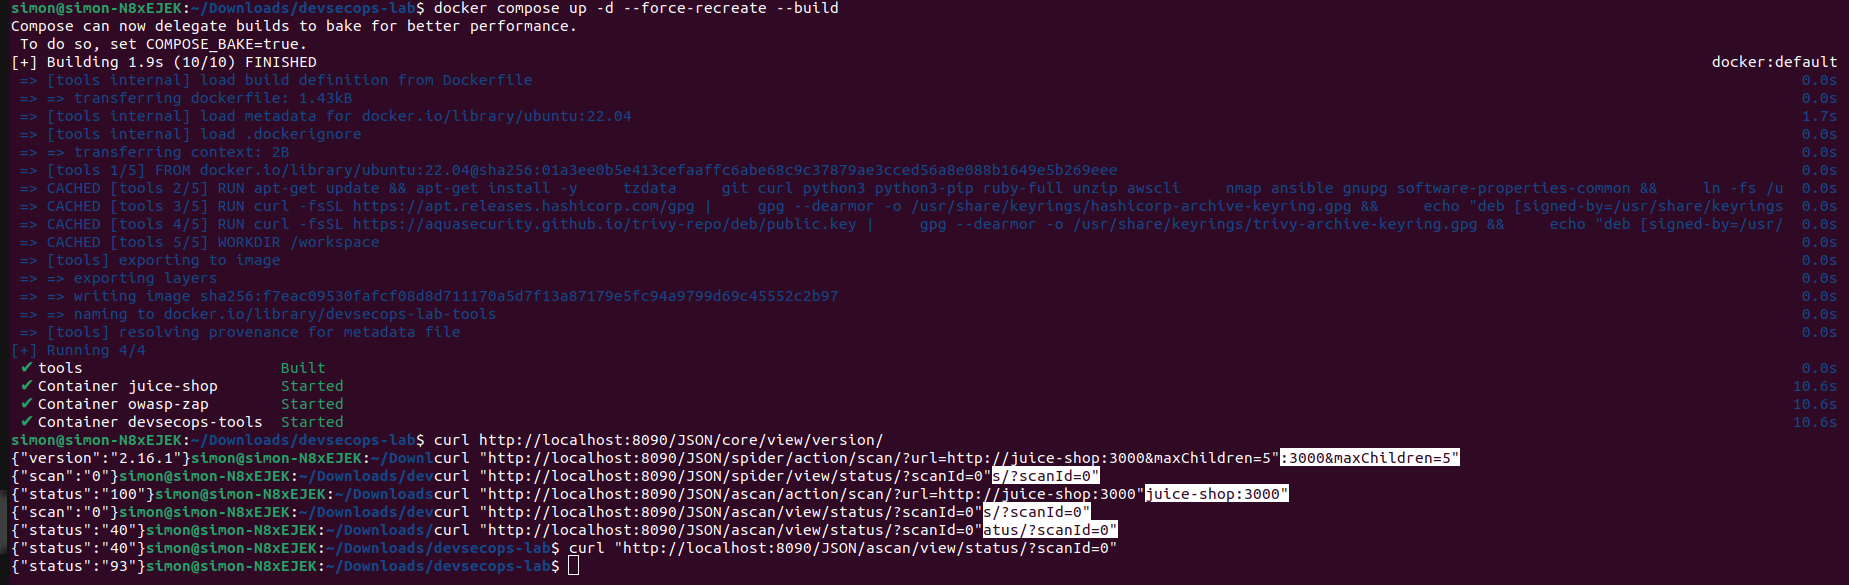 simon@simon-N8xEJEK:~/Downloads/devsecops-lab$ docker compose up -d --force-recreate --build
Compose can now delegate builds to bake for better performance.
 To do so, set COMPOSE_BAKE=true.
[+] Building 1.9s (10/10) FINISHED docker:default
 => [tools internal] load build definition from Dockerfile 0.0s
 => => transferring dockerfile: 1.43kB 0.0s
 => [tools internal] load metadata for docker.io/library/ubuntu:22.04 1.7s
 => [tools internal] load .dockerignore 0.0s
 => => transferring context: 2B 0.0s
 => [tools 1/5] FROM docker.io/library/ubuntu:22.04@sha256:01a3ee0b5e413cefaaffc6abe68c9c37879ae3cced56a8e088b1649e5b269eee 0.0s
 => CACHED [tools 2/5] RUN apt-get update && apt-get install -y     tzdata     git curl python3 python3-pip ruby-full unzip awscli     nmap ansible gnupg software-properties-common &&     ln -fs /u 0.0s
 => CACHED [tools 3/5] RUN curl -fsSL https://apt.releases.hashicorp.com/gpg |     gpg --dearmor -o /usr/share/keyrings/hashicorp-archive-keyring.gpg &&     echo "deb [signed-by=/usr/share/keyrings 0.0s
 => CACHED [tools 4/5] RUN curl -fsSL https://aquasecurity.github.io/trivy-repo/deb/public.key |     gpg --dearmor -o /usr/share/keyrings/trivy-archive-keyring.gpg &&     echo "deb [signed-by=/usr/ 0.0s
 => CACHED [tools 5/5] WORKDIR /workspace 0.0s
 => [tools] exporting to image 0.0s
 => => exporting layers 0.0s
 => => writing image sha256:f7eac09530fafcf08d8d711170a5d7f13a87179e5fc94a9799d69c45552c2b97 0.0s
 => => naming to docker.io/library/devsecops-lab-tools 0.0s
 => [tools] resolving provenance for metadata file 0.0s
[+] Running 4/4
 ✔ tools Built 0.0s
 ✔ Container juice-shop Started 10.6s
 ✔ Container owasp-zap Started 10.6s
 ✔ Container devsecops-tools Started 10.6s
simon@simon-N8xEJEK:~/Downloads/devsecops-lab$ curl http://localhost:8090/JSON/core/view/version/
{"version":"2.16.1"}simon@simon-N8xEJEK:~/Downlcurl "http://localhost:8090/JSON/spider/action/scan/?url=http://juice-shop:3000&maxChildren=5":3000&maxChildren=5"
{"scan":"0"}simon@simon-N8xEJEK:~/Downloads/devcurl "http://localhost:8090/JSON/spider/view/status/?scanId=0"s/?scanId=0"
{"status":"100"}simon@simon-N8xEJEK:~/Downloadscurl "http://localhost:8090/JSON/ascan/action/scan/?url=http://juice-shop:3000"juice-shop:3000"
{"scan":"0"}simon@simon-N8xEJEK:~/Downloads/devcurl "http://localhost:8090/JSON/ascan/view/status/?scanId=0"s/?scanId=0"
{"status":"40"}simon@simon-N8xEJEK:~/Downloads/curl "http://localhost:8090/JSON/ascan/view/status/?scanId=0"atus/?scanId=0"
{"status":"40"}simon@simon-N8xEJEK:~/Downloads/devsecops-lab$ curl "http://localhost:8090/JSON/ascan/view/status/?scanId=0"
{"status":"93"}simon@simon-N8xEJEK:~/Downloads/devsecops-lab$